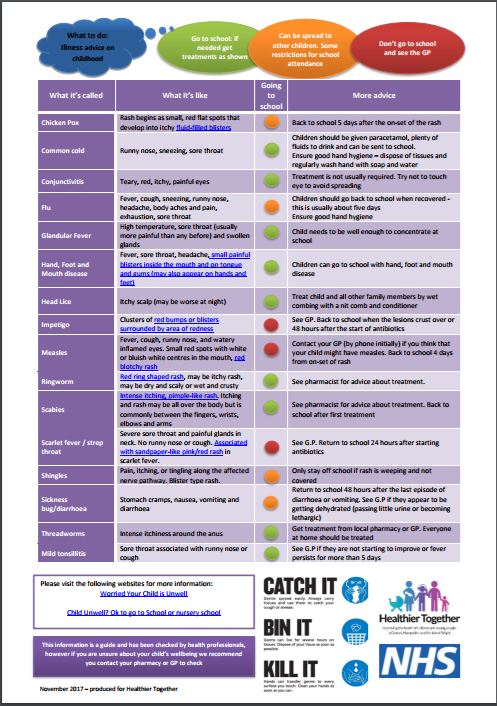 What to do:
Illness advice on
childhood
Go to school: if
needed get
treatments as shown
Can be spread to
other children. Some
restrictions for school
attendance
Don't go to school
and see the GP
What it's called
What it's like
Going
to
school
More advice
Chicken Pox
Rash begins as small, red flat spots that
develop into itchy fluid-filled blisters
Back to school 5 days after the on-set of the rash
Common cold
Runny nose, sneezing, sore throat
Children should be given paracetamol, plenty of
fluids to drink and can be sent to school.
Ensure good hand hygiene – dispose of tissues and
regularly wash hand with soap and water
Conjunctivitis
Teary, red, itchy, painful eyes
Treatment is not usually required. Try not to touch
eye to avoid spreading
Flu
Fever, cough, sneezing, runny nose,
headache, body aches and pain,
exhaustion, sore throat
Children should go back to school when recovered -
this is usually about five days
Ensure good hand hygiene
Glandular Fever
High temperature, sore throat (usually
more painful than any before) and swollen
glands
Child needs to be well enough to concentrate at
school
Hand, Foot and
Mouth disease
Fever, sore throat, headache, small painful
blisters inside the mouth and on tongue
and gums (may also appear on hands and
feet)
Children can go to school with hand, foot and mouth
disease
Head Lice
Itchy scalp (may be worse at night)
Treat child and all other family members by wet
combing with a nit comb and conditioner
Impetigo
Clusters of red bumps or blisters
surrounded by area of redness
See GP. Back to school when the lesions crust over or
48 hours after the start of antibiotics
Measles
Fever, cough, runny nose, and watery
inflamed eyes. Small red spots with white
or bluish white centres in the mouth, red
blotchy rash
Contact your GP (by phone initially) if you think that
your child might have measles. Back to school 4 days
from on-set of rash
Ringworm
Red ring shaped rash, may be itchy rash,
may be dry and scaly or wet and crusty
See pharmacist for advice about treatment.
Scabies
Intense itching, pimple-like rash. Itching
and rash may be all over the body but is
commonly between the fingers, wrists,
elbows and arms
See pharmacist for advice about treatment. Back to
school after first treatment
Scarlet fever / strep
throat
Severe sore throat and painful glands in
neck. No runny nose or cough. Associated
with sandpaper-like pink/red rash in
scarlet fever.
See G.P. Return to school 24 hours after starting
antibiotics
Shingles
Pain, itching, or tingling along the affected
nerve pathway. Blister type rash.
Only stay off school if rash is weeping and not
covered
Sickness
bug/diarrhoea
Stomach cramps, nausea, vomiting and
diarrhoea
Return to school 48 hours after the last episode of
diarrhoea or vomiting. See GP if they appear to be
getting dehydrated (passing little urine or becoming
lethargic)
Threadworms
Intense itchiness around the anus
Get treatment from local pharmacy or GP. Everyone
at home should be treated
Mild tonsillitis
Sore throat associated with runny nose or
cough
See G.P if they are not starting to improve or fever
persists for more than 5 days
Please visit the following websites for more information:
Worried Your Child is Unwell
Child Unwell? Ok to go to School or nursery school
This information is a guide and has been checked by health professionals,
however if you are unsure about your child's wellbeing we recommend
you contact your pharmacy or GP to check
November 2017 – produced for Healthier Together
CATCH IT
Germs spread easily. Always carry
tissues and use them to catch your
cough or sneeze.
BIN IT
Germs can live for several hours on
tissues. Dispose of your tissue as soon as
possible.
KILL IT
Hands can transfer germs to every
surface you touch. Clean your hands as
soon as you can.
Healthier Together
NHS